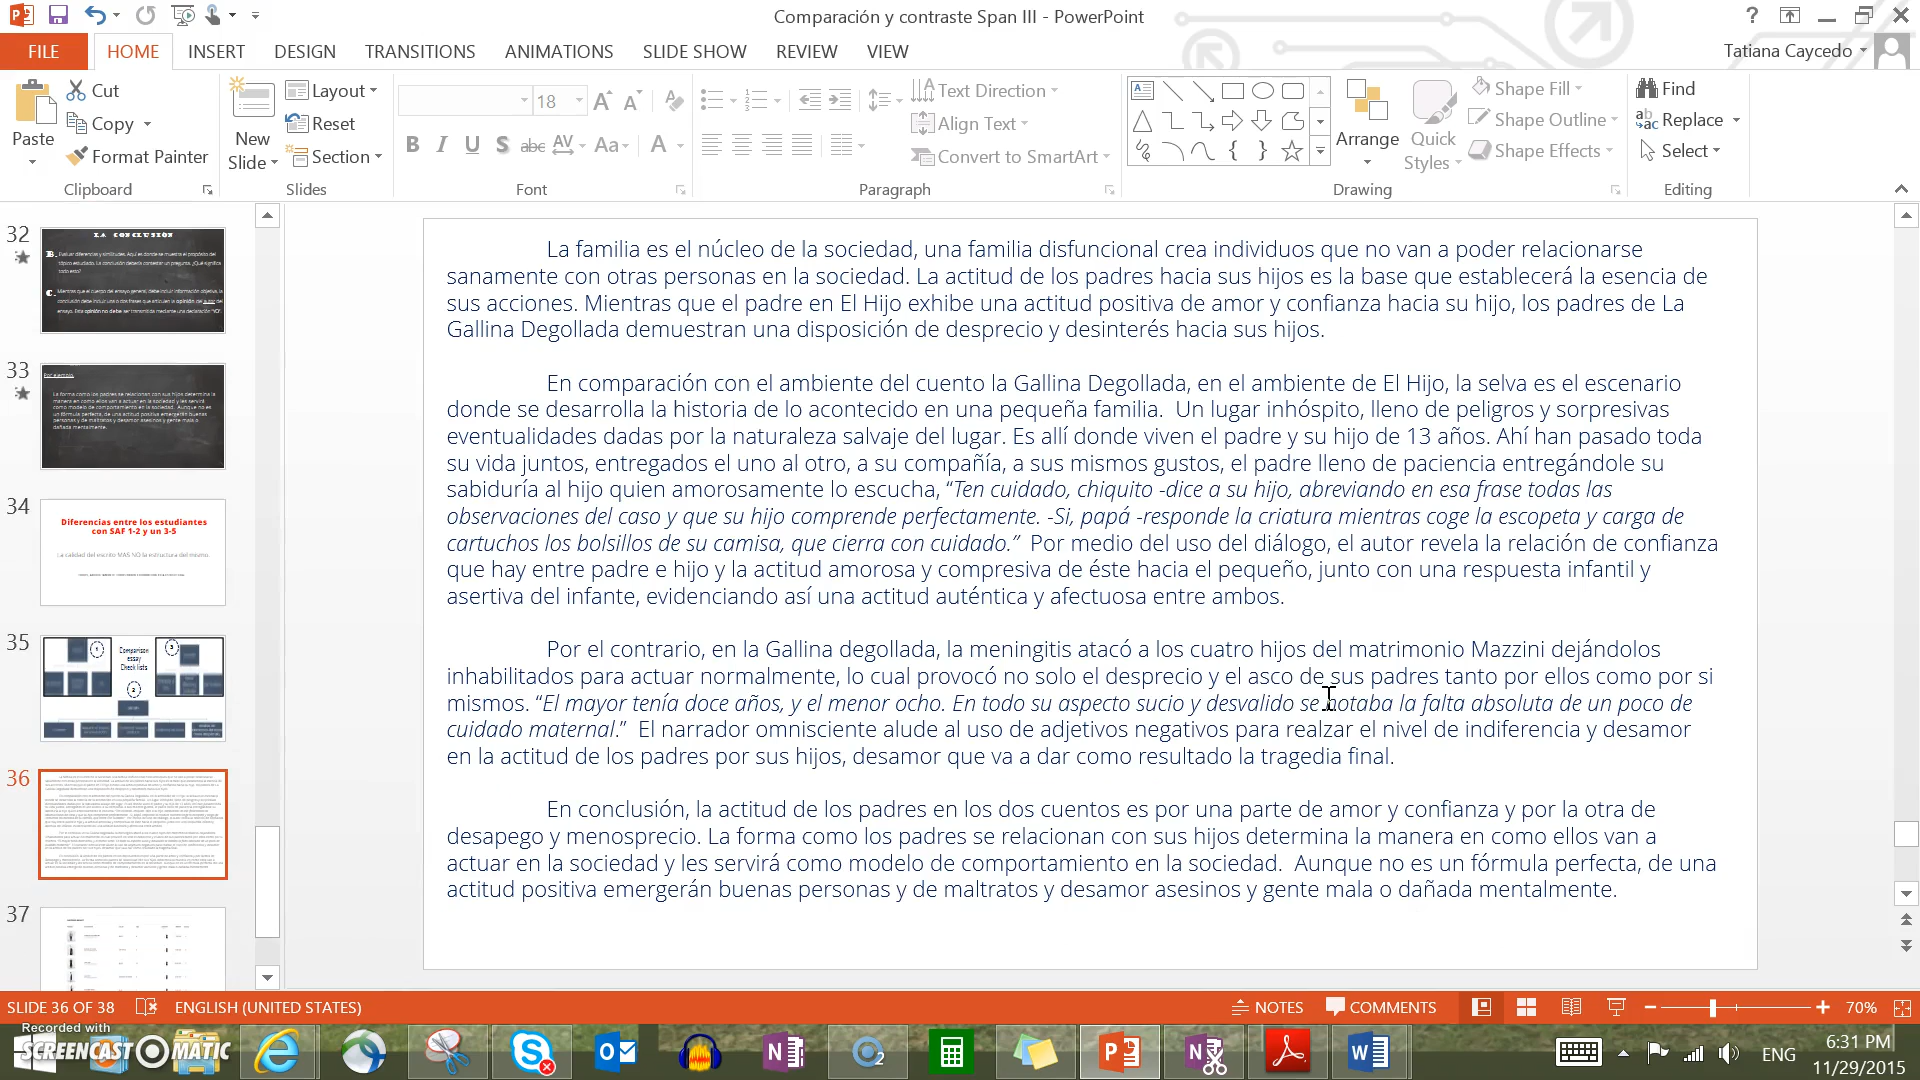 Comparación y contraste Span III - PowerPoint
FILE HOME INSERT DESIGN TRANSITIONS ANIMATIONS SLIDE SHOW REVIEW VIEW
Tatiana Caycedo
Paste
Cut
Copy
Format Painter
Clipboard
New Slide
Layout
Reset
Section
Slides
18
Font
Text Direction
Align Text
Convert to SmartArt
Paragraph
Arrange
Quick Styles
Shape Fill
Shape Outline
Shape Effects
Drawing
Find
Replace
Select
Editing
32
LA CONCLUSIÓN
33
Por ejemplo.
34
Diferencias entre los estudiantes
con SAF 1-2 y un 3-5
La calidad del escrito MAS NO la estructura del mismo.
35
Comparison
essay
Check lists
1
3
2
36
37
La familia es el núcleo de la sociedad, una familia disfuncional crea individuos que no van a poder relacionarse
sanamente con otras personas en la sociedad. La actitud de los padres hacia sus hijos es la base que establecerá la esencia de
sus acciones. Mientras que el padre en El Hijo exhibe una actitud positiva de amor y confianza hacia su hijo, los padres de La
Gallina Degollada demuestran una disposición de desprecio y desinterés hacia sus hijos.
En comparación con el ambiente del cuento la Gallina Degollada, en el ambiente de El Hijo, la selva es el escenario
donde se desarrolla la historia de lo acontecido en una pequeña familia. Un lugar inhóspito, lleno de peligros y sorpresivas
eventualidades dadas por la naturaleza salvaje del lugar. Es allí donde viven el padre y su hijo de 13 años. Ahí han pasado toda
su vida juntos, entregados el uno al otro, a su compañía, a sus mismos gustos, el padre lleno de paciencia entregándole su
sabiduría al hijo quien amorosamente lo escucha, “Ten cuidado, chiquito -dice a su hijo, abreviando en esa frase todas las
observaciones del caso y que su hijo comprende perfectamente. -Si, papá -responde la criatura mientras coge la escopeta y carga de
cartuchos los bolsillos de su camisa, que cierra con cuidado.” Por medio del uso del diálogo, el autor revela la relación de confianza
que hay entre padre e hijo y la actitud amorosa y compresiva de éste hacia el pequeño, junto con una respuesta infantil y
asertiva del infante, evidenciando así una actitud auténtica y afectuosa entre ambos.
Por el contrario, en la Gallina degollada, la meningitis atacó a los cuatro hijos del matrimonio Mazzini dejándolos
inhabilitados para actuar normalmente, lo cual provocó no solo el desprecio y el asco de sus padres tanto por ellos como por si
mismos. “El mayor tenía doce años, y el menor ocho. En todo su aspecto sucio y desvalido se notaba la falta absoluta de un poco de
cuidado maternal.” El narrador omnisciente alude al uso de adjetivos negativos para realzar el nivel de indiferencia y desamor
en la actitud de los padres por sus hijos, desamor que va a dar como resultado la tragedia final.
En conclusión, la actitud de los padres en los dos cuentos es por una parte de amor y confianza y por la otra de
desapego y menosprecio. La forma como los padres se relacionan con sus hijos determina la manera en como ellos van a
actuar en la sociedad y les servirá como modelo de comportamiento en la sociedad. Aunque no es un fórmula perfecta, de una
actitud positiva emergerán buenas personas y de maltratos y desamor asesinos y gente mala o dañada mentalmente.
SLIDE 36 OF 38 ENGLISH (UNITED STATES) NOTES COMMENTS 70%
Recorded with
SCREENCAST MATIC
ENG
6:31 PM
11/29/2015